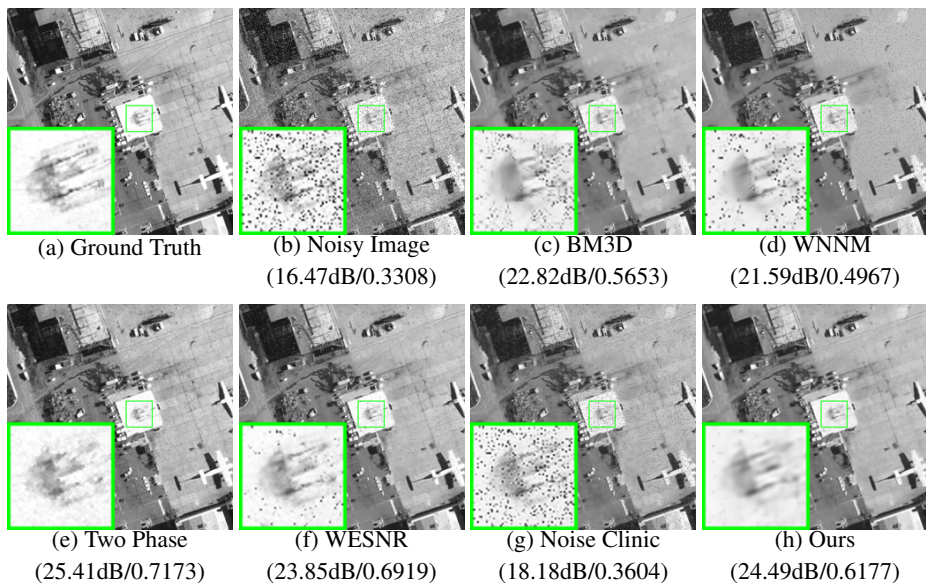 (a) Ground Truth
(b) Noisy Image
(c) BM3D
(d) WNNM
(16.47dB/0.3308)
(22.82dB/0.5653)
(21.59dB/0.4967)
(e) Two Phase
(f) WESNR
(g) Noise Clinic
(h) Ours
(25.41dB/0.7173)
(23.85dB/0.6919)
(18.18dB/0.3604)
(24.49dB/0.6177)